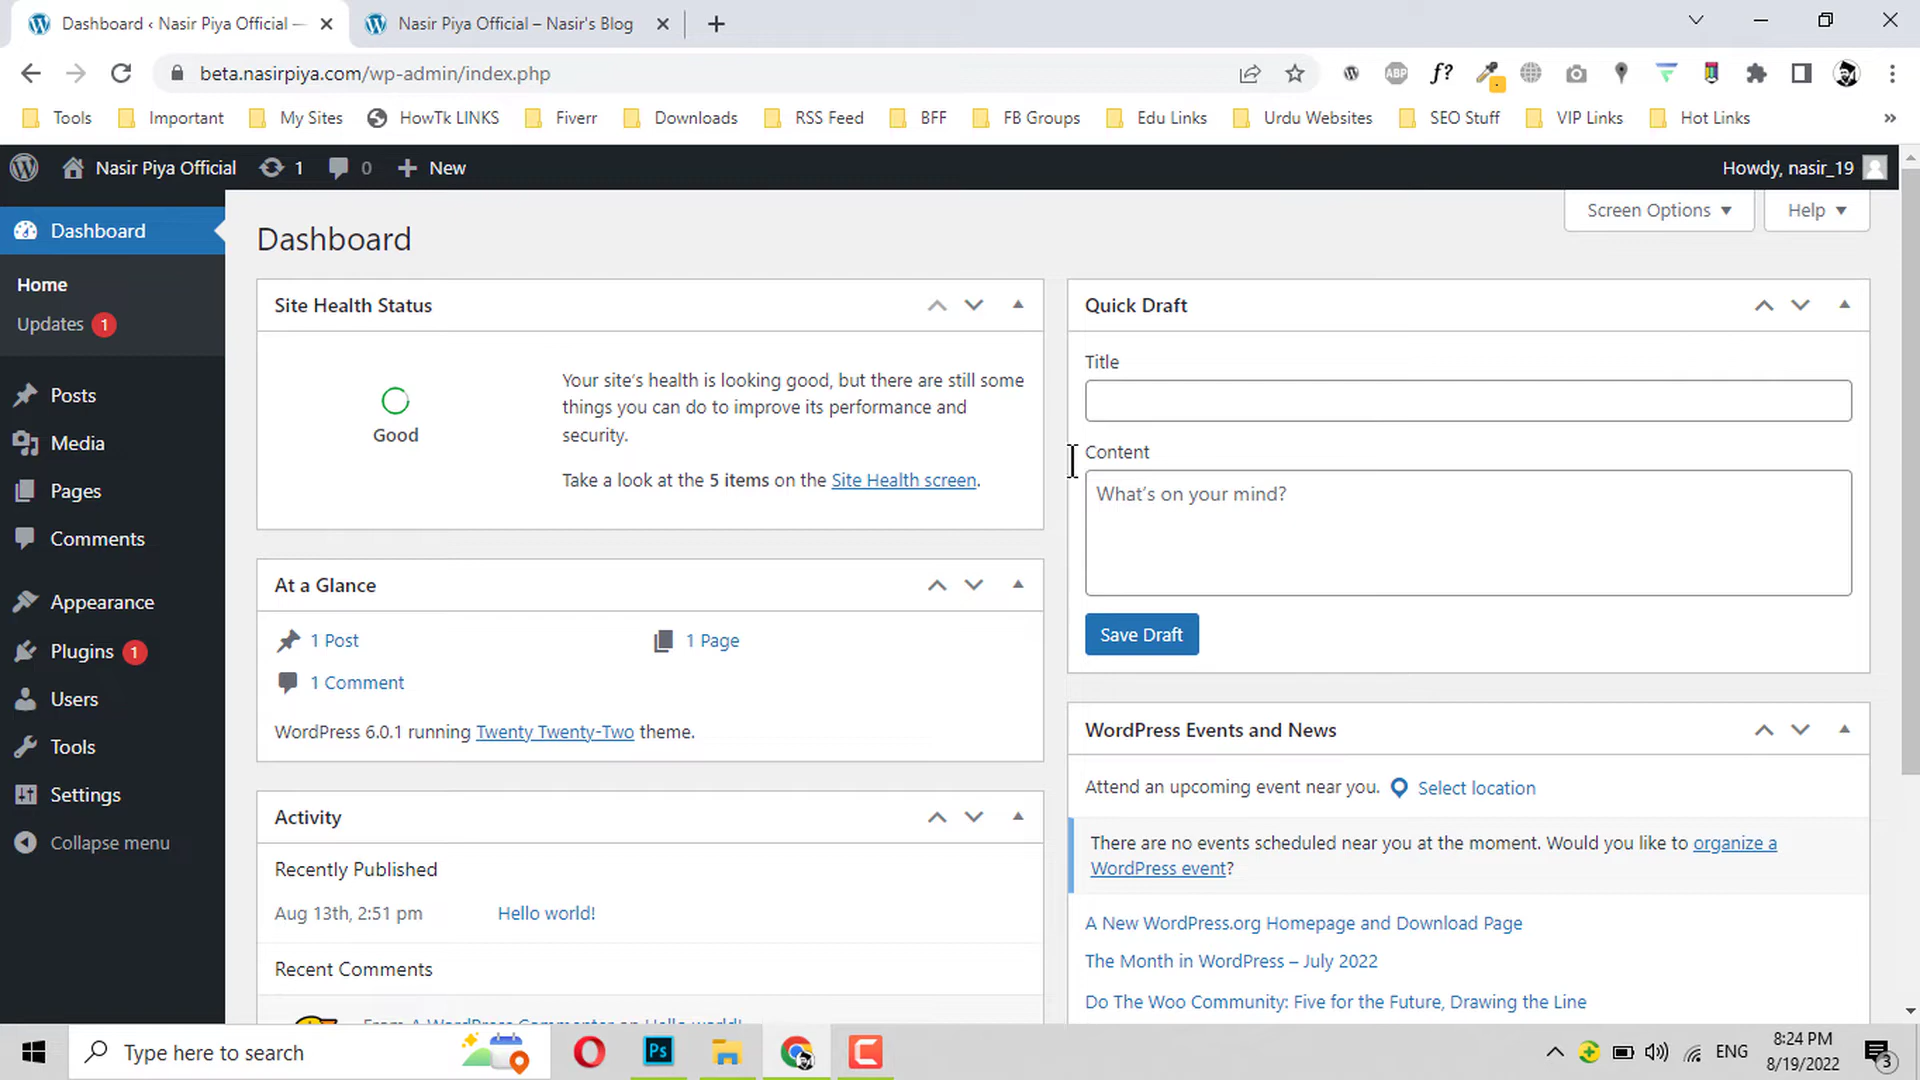 Dashboard ‹ Nasir Piya Official —
Nasir Piya Official – Nasir's Blog
beta.nasirpiya.com/wp-admin/index.php
ABP
f?
Tools
Important
My Sites
HowTk LINKS
Fiverr
Downloads
RSS Feed
BFF
FB Groups
Edu Links
Urdu Websites
SEO Stuff
VIP Links
Hot Links
»
Nasir Piya Official
1
0
New
Howdy, nasir_19
Dashboard
Home
Updates 1
Posts
Media
Pages
Comments
Appearance
Plugins 1
Users
Tools
Settings
Collapse menu
Screen Options
Help
Dashboard
Site Health Status
Good
Your site's health is looking good, but there are still some
things you can do to improve its performance and
security.
Take a look at the 5 items on the Site Health screen.
At a Glance
1 Post
1 Page
1 Comment
WordPress 6.0.1 running Twenty Twenty-Two theme.
Activity
Recently Published
Aug 13th, 2:51 pm
Hello world!
Recent Comments
From A WordPress Commenter on Hello world!
Quick Draft
Title
Content
What's on your mind?
Save Draft
WordPress Events and News
Attend an upcoming event near you.
Select location
There are no events scheduled near you at the moment. Would you like to organize a
WordPress event?
A New WordPress.org Homepage and Download Page
The Month in WordPress – July 2022
Do The Woo Community: Five for the Future, Drawing the Line
Type here to search
Ps
ENG
8:24 PM
8/19/2022
3